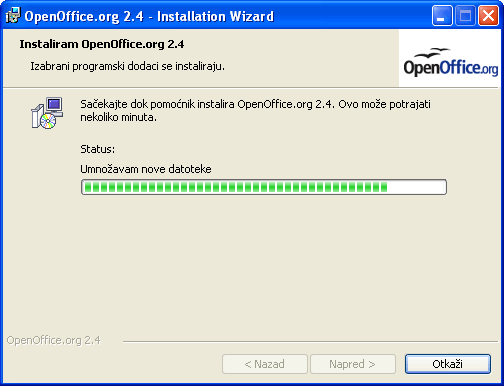 OpenOffice.org 2.4 - Installation Wizard
Instaliram OpenOffice.org 2.4
Izabrani programski dodaci se instaliraju.
OpenOffice.org
Sačekajte dok pomoćnik instalira OpenOffice.org 2.4. Ovo može potrajati
nekoliko minuta.
Status:
Umnožavam nove datoteke
OpenOffice.org 2.4
< Nazad
Napred >
Otkaži